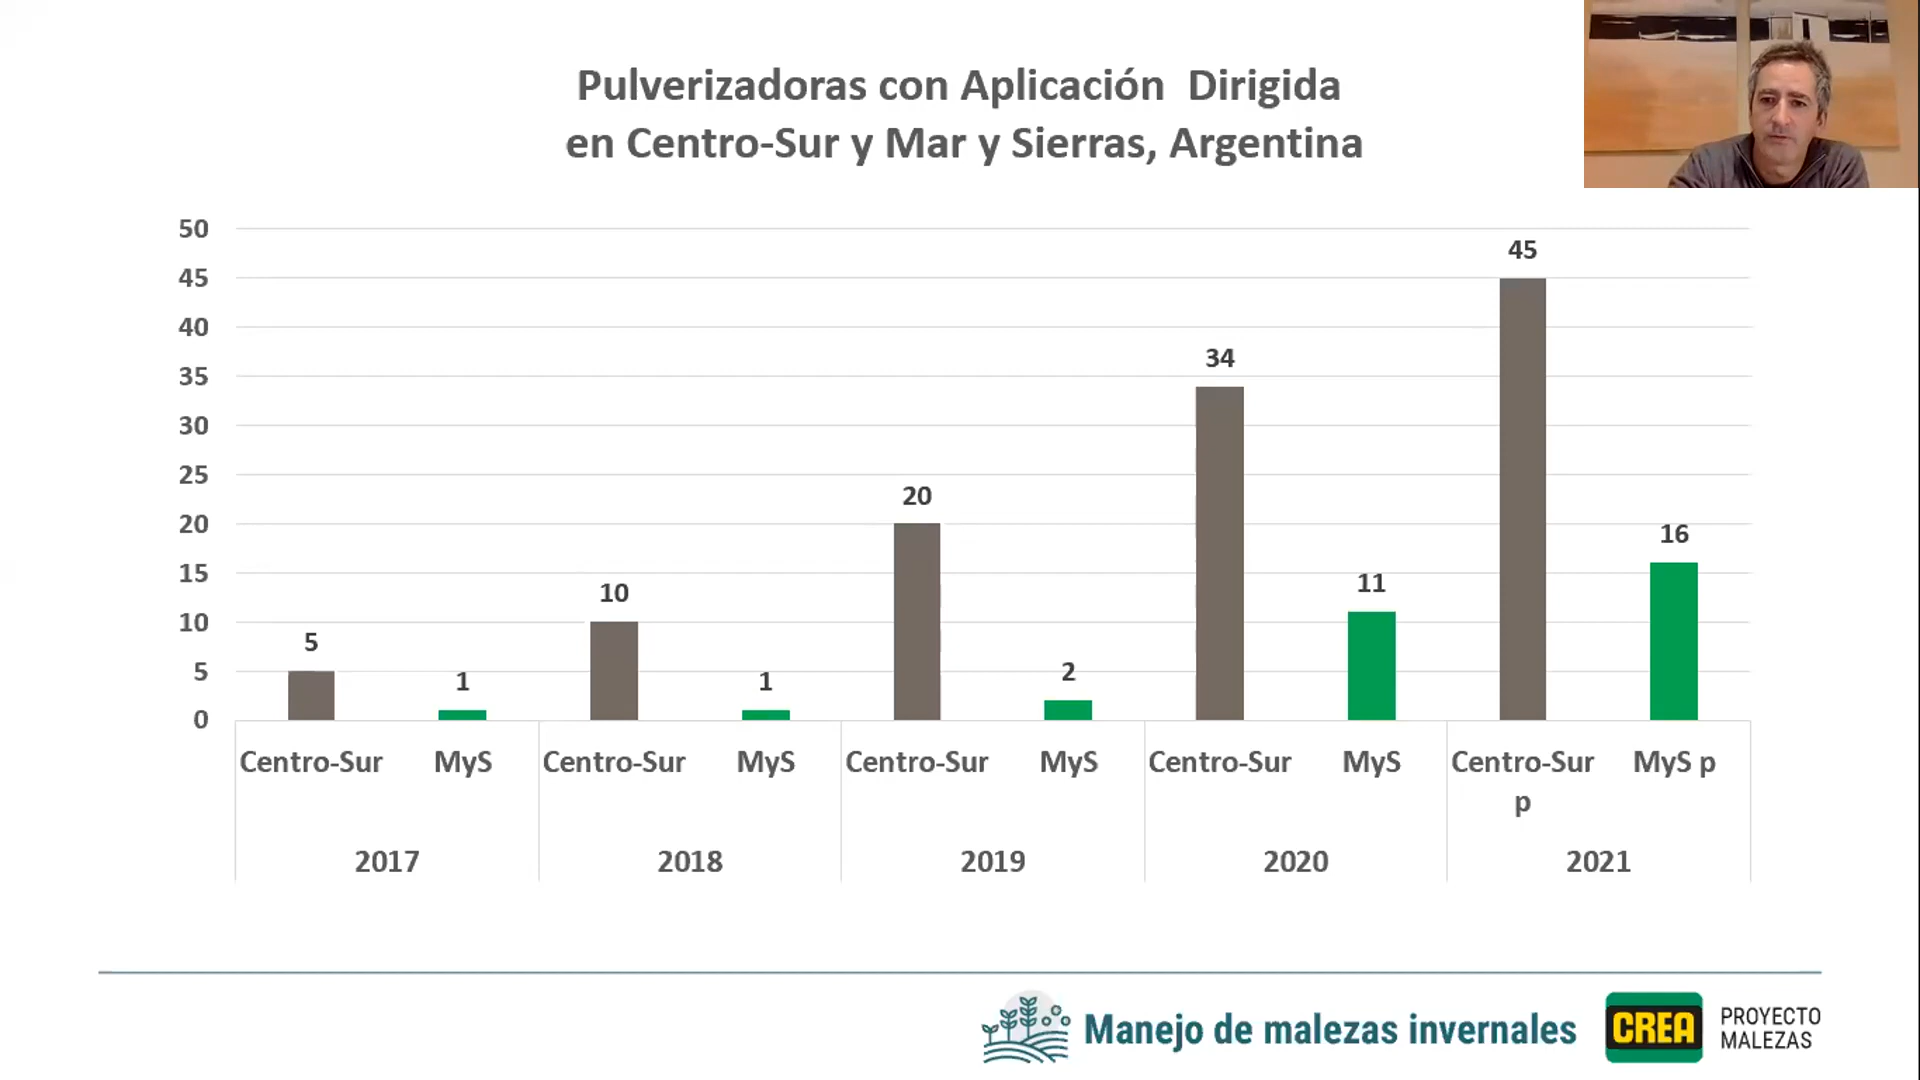 Pulverizadoras con Aplicación  Dirigida
en Centro-Sur y Mar y Sierras, Argentina
50
45
40
35
30
25
20
15
10
5
0
5
1
10
1
20
2
34
11
45
16
Centro-Sur
MyS
Centro-Sur
MyS
Centro-Sur
MyS
Centro-Sur
MyS
Centro-Sur
p
MyS p
2017
2018
2019
2020
2021
Manejo de malezas invernales
CREA
PROYECTO
MALEZAS